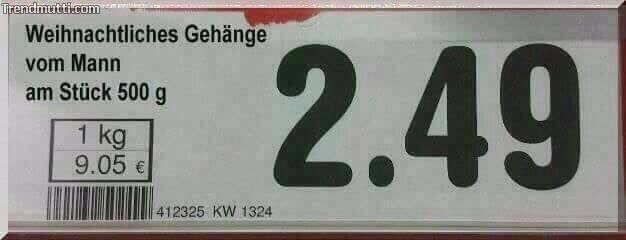 Trendmutti.com
Weihnachtliches Gehänge
vom Mann
am Stück 500 g
2.49
1 kg
9.05 €
412325 KW 1324